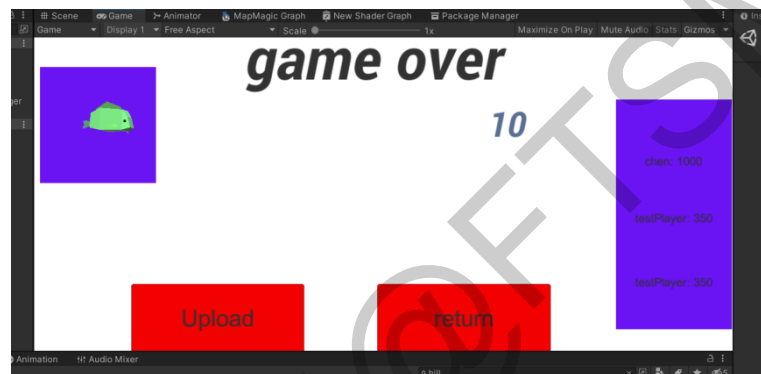 Scene Game Animator MapMagic Graph New Shader Graph Package Manager
Game Display 1 Free Aspect Scale 1x Maximize On Play Mute Audio Stats Gizmos
game over
10
chen: 1000
testPlayer: 350
testPlayer: 350
Upload return
Animation Audio Mixer